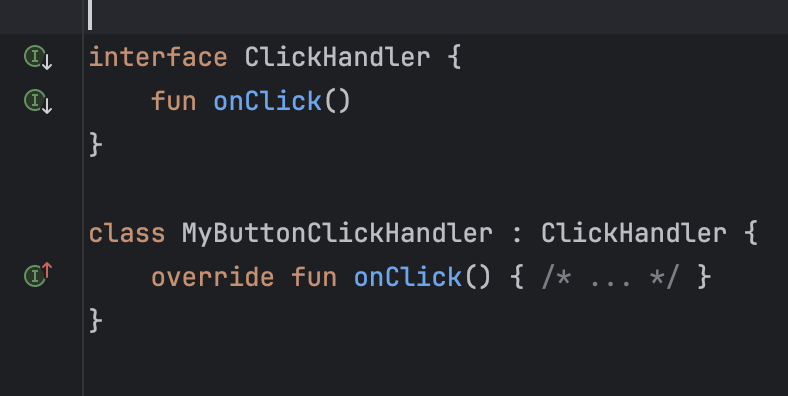 interface ClickHandler {
    fun onClick()
}
class MyButtonClickHandler : ClickHandler {
    override fun onClick() { /* ... */ }
}